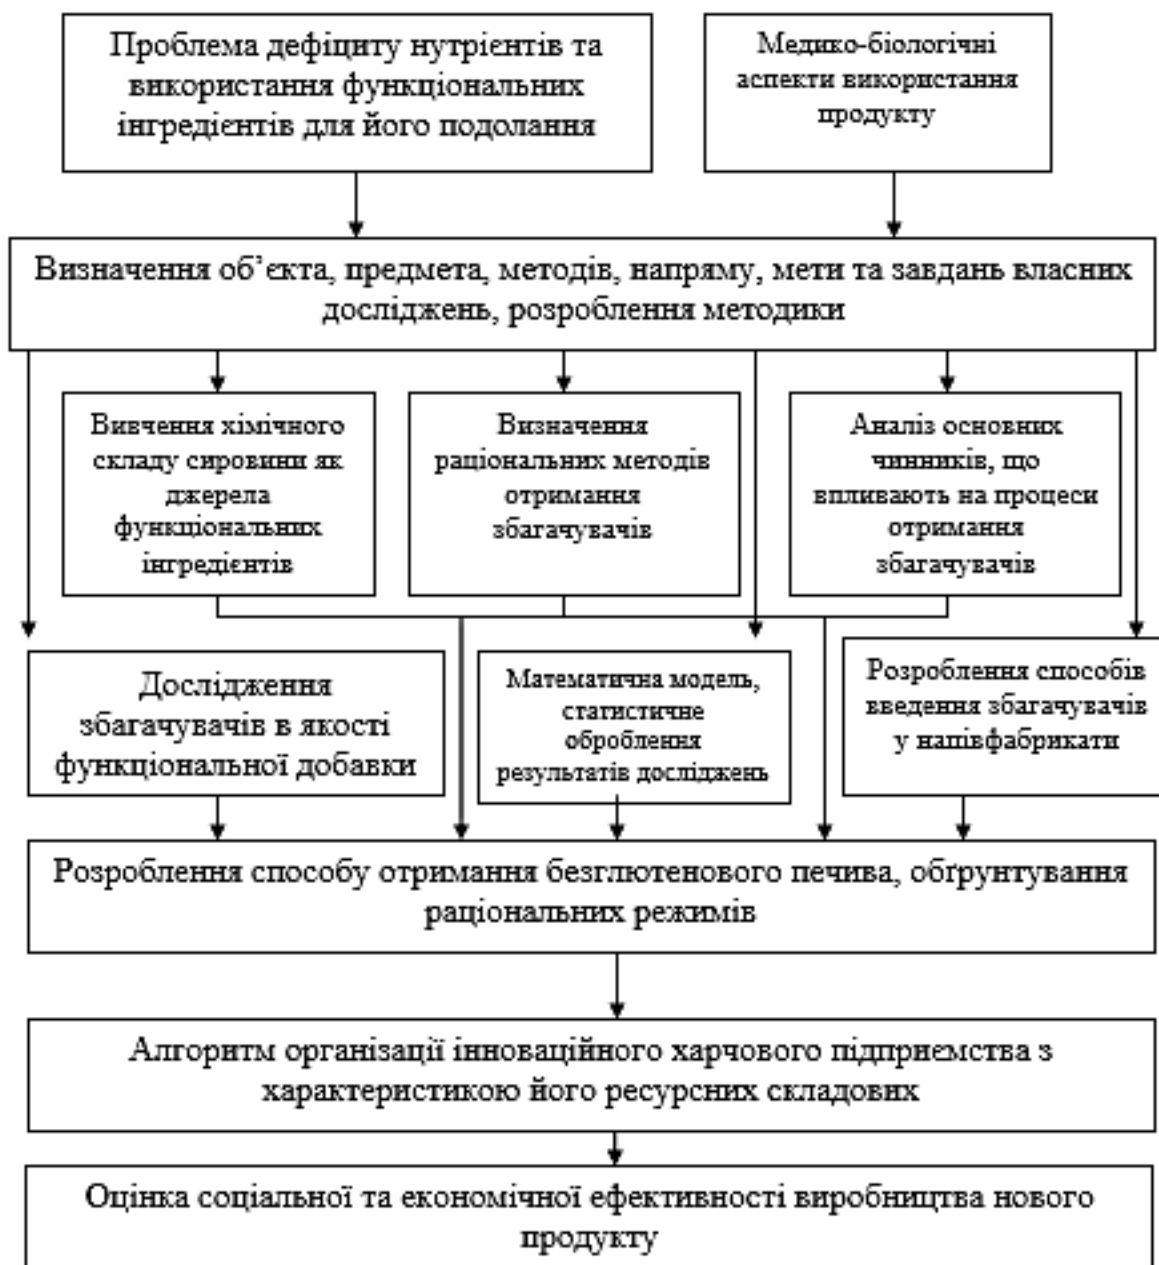 Проблема дефіциту нутрієнтів та
використання функціональних
інгредієнтів для його подолання
Медико-біологічні
аспекти використання
продукту
Визначення об’єкта, предмета, методів, напряму, мети та завдань власних
досліджень, розроблення методики
Вивчення хімічного
складу сировини як
джерела
функціональних
інгредієнтів
Визначення
раціональних методів
отримання
збагачувачів
Аналіз основних
чинників, що
впливають на процеси
отримання
збагачувачів
Дослідження
збагачувачів в якості
функціональної добавки
Математична модель,
статистичне
оброблення
результатів досліджень
Розроблення способів
введення збагачувачів
у напівфабрикати
Розроблення способу отримання безглютенового печива, обґрунтування
раціональних режимів
Алгоритм організації інноваційного харчового підприємства з
характеристикою його ресурсних складових
Оцінка соціальної та економічної ефективності виробництва нового
продукту